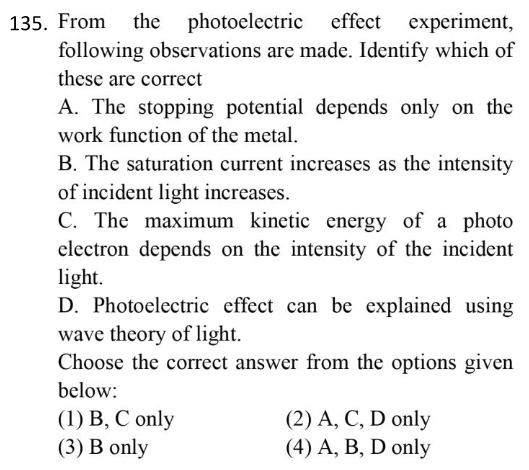 135. From the photoelectric effect experiment,
following observations are made. Identify which of
these are correct
A. The stopping potential depends only on the
work function of the metal.
B. The saturation current increases as the intensity
of incident light increases.
C. The maximum kinetic energy of a photo
electron depends on the intensity of the incident
light.
D. Photoelectric effect can be explained using
wave theory of light.
Choose the correct answer from the options given
below:
(1) B, C only (2) A, C, D only
(3) B only (4) A, B, D only